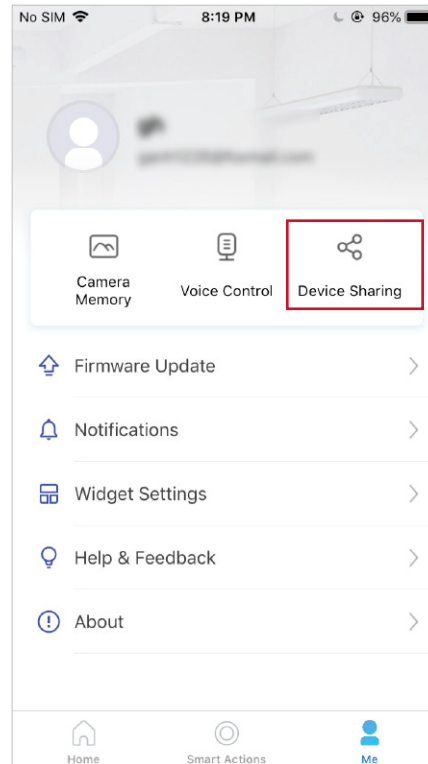 No SIM 8:19 PM 96%
Camera
Memory
Voice Control
Device Sharing
Firmware Update
Notifications
Widget Settings
Help & Feedback
About
Home
Smart Actions
Me